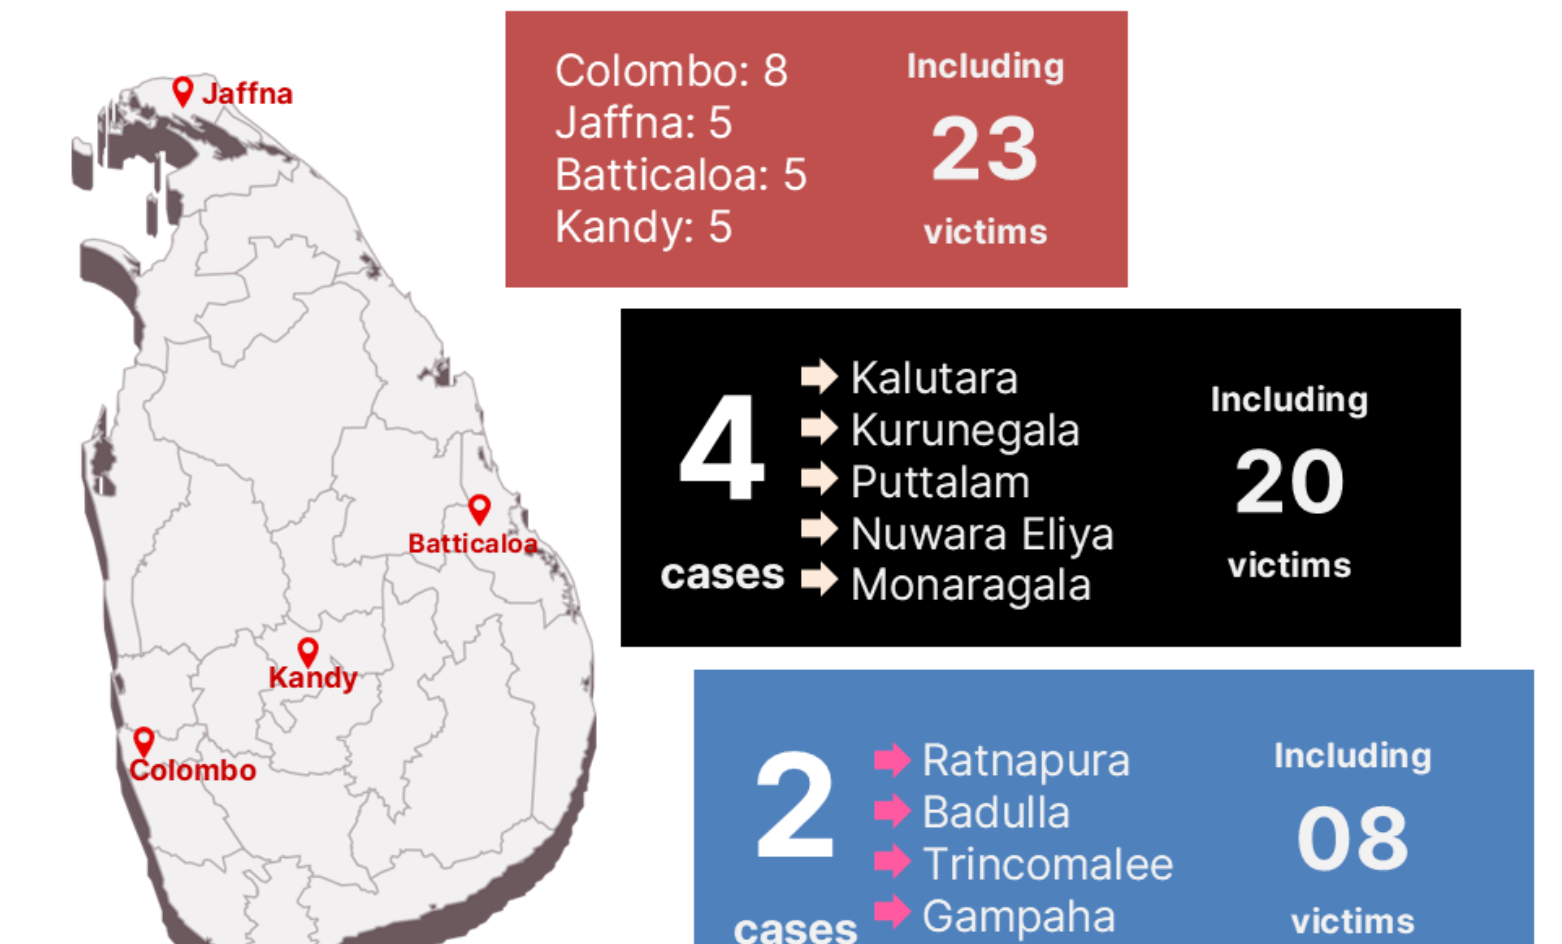 Jaffna
Batticaloa
Kandy
Colombo
Colombo: 8
Jaffna: 5
Batticaloa: 5
Kandy: 5
Including
23
victims
4
cases
Kalutara
Kurunegala
Puttalam
Nuwara Eliya
Monaragala
Including
20
victims
2
cases
Ratnapura
Badulla
Trincomalee
Gampaha
Including
08
victims